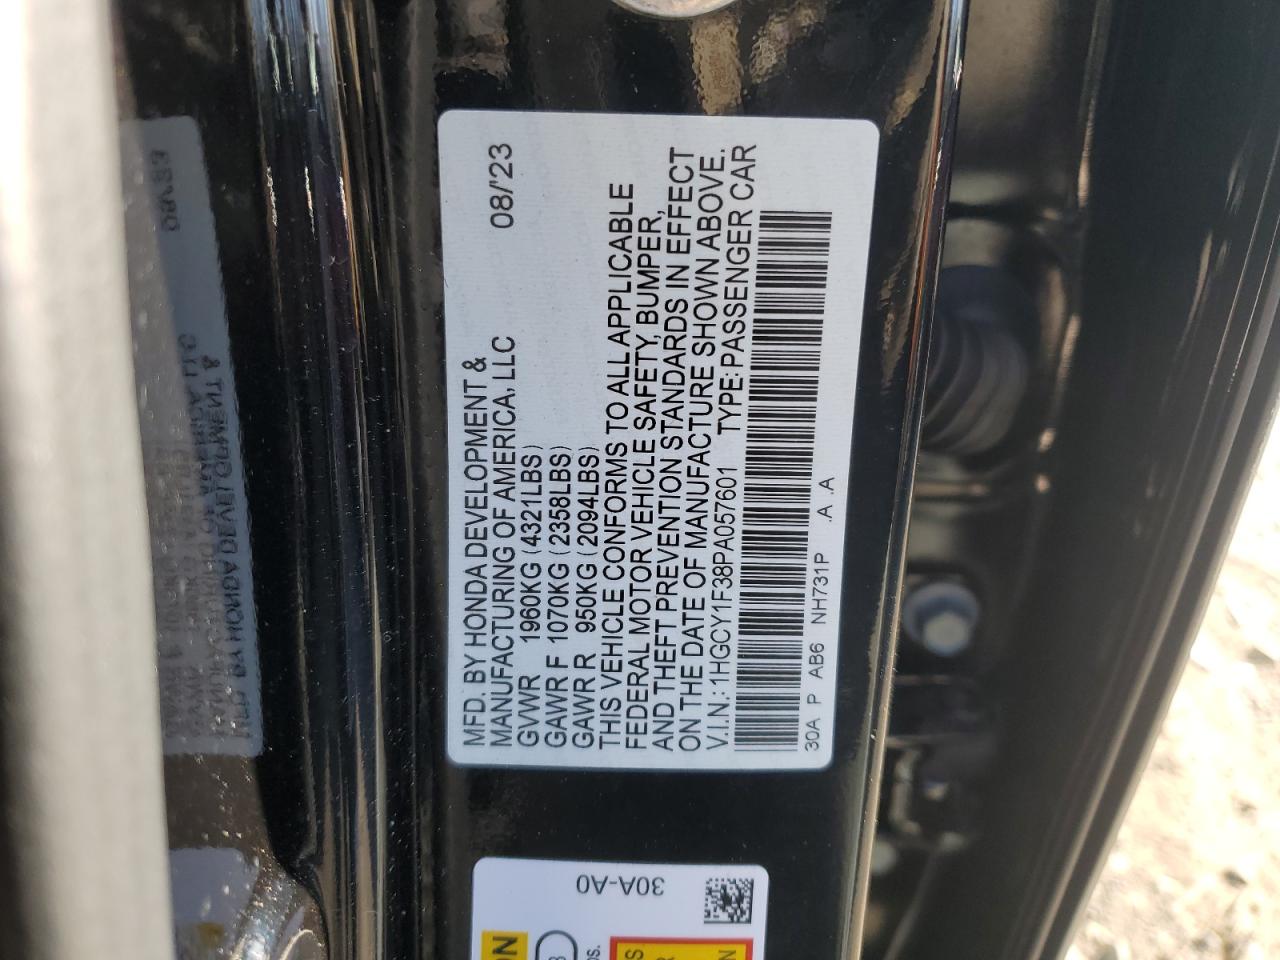 MFD. BY HONDA DEVELOPMENT &
MANUFACTURING OF AMERICA, LLC 08/'23
GVWR 1960KG (4321LBS)
GAWR F 1070KG (2358LBS)
GAWR R 950KG (2094LBS)
THIS VEHICLE CONFORMS TO ALL APPLICABLE
FEDERAL MOTOR VEHICLE SAFETY, BUMPER,
AND THEFT PREVENTION STANDARDS IN EFFECT
ON THE DATE OF MANUFACTURE SHOWN ABOVE.
V.I.N.: 1HGCY1F38PA057601 TYPE: PASSENGER CAR
30A P AB6 NH731P .A .A
30A-A0